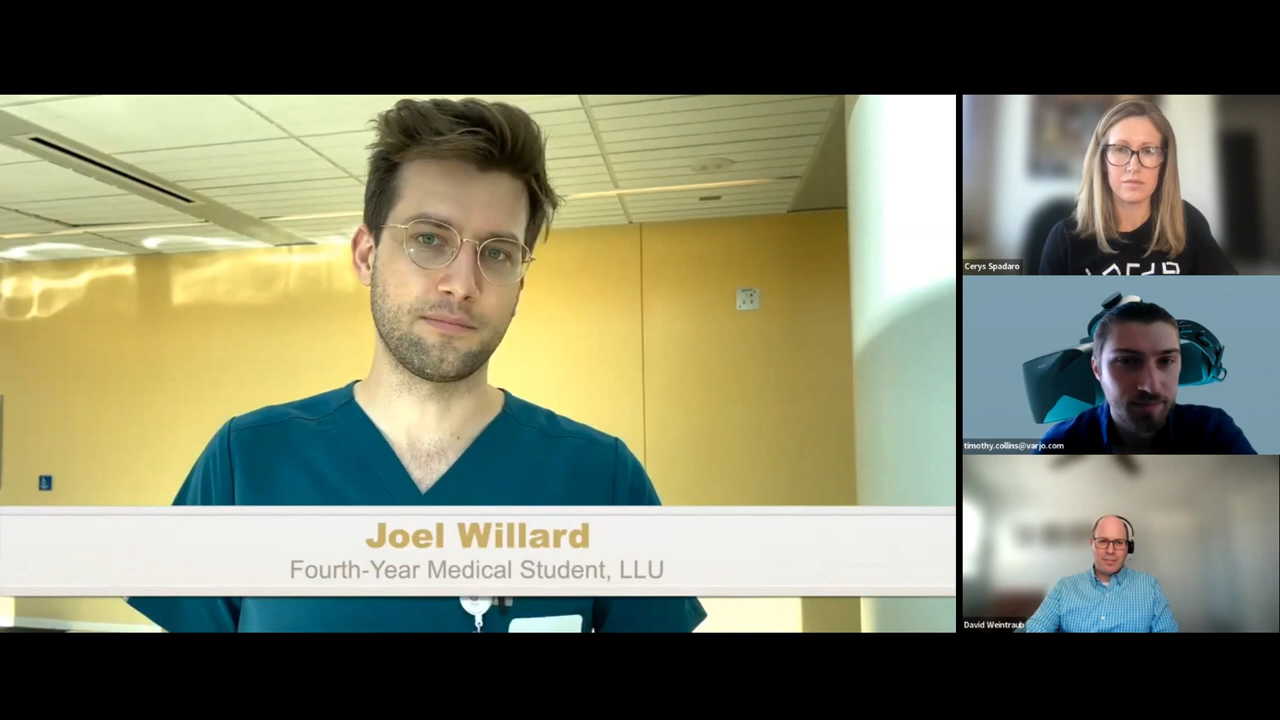 Joel Willard
Fourth-Year Medical Student, LLU
Cerys Spadaro
timothy.collins@varjo.com
David Weintraub